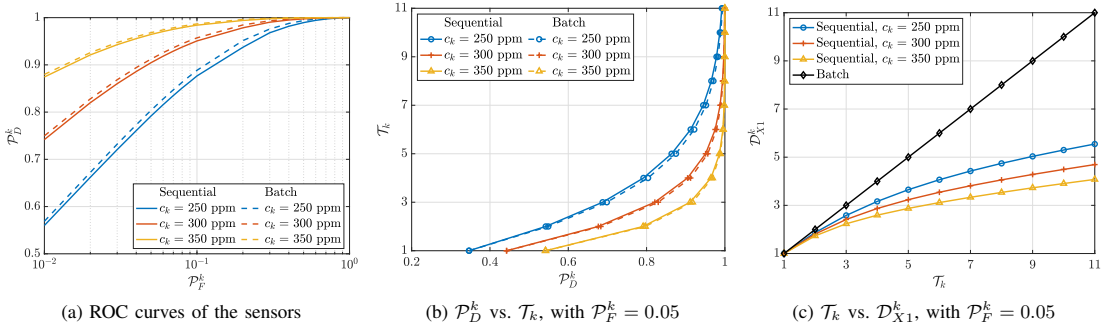 1
0.9
0.8
0.7
0.6
0.5
P_D^k
10^{-2}
10^{-1}
10^0
P_F^k
Sequential Batch
c_k = 250 ppm c_k = 250 ppm
c_k = 300 ppm c_k = 300 ppm
c_k = 350 ppm c_k = 350 ppm
(a) ROC curves of the sensors
11
9
7
5
3
1
T_k
0.2 0.4 0.6 0.8 1
P_D^k
Sequential Batch
c_k = 250 ppm c_k = 250 ppm
c_k = 300 ppm c_k = 300 ppm
c_k = 350 ppm c_k = 350 ppm
(b) P_D^k vs. T_k, with P_F^k = 0.05
11
9
7
5
3
1
D_{X1}^k
1 3 5 7 9 11
T_k
Sequential, c_k = 250 ppm
Sequential, c_k = 300 ppm
Sequential, c_k = 350 ppm
Batch
(c) T_k vs. D_{X1}^k, with P_F^k = 0.05